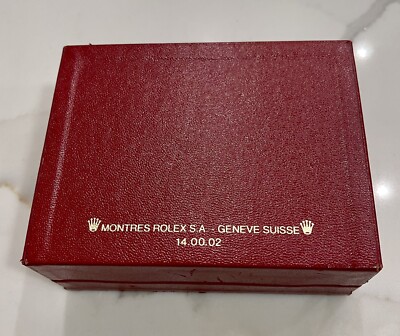 MONTRES ROLEX S.A - GENEVE SUISSE
14.00.02